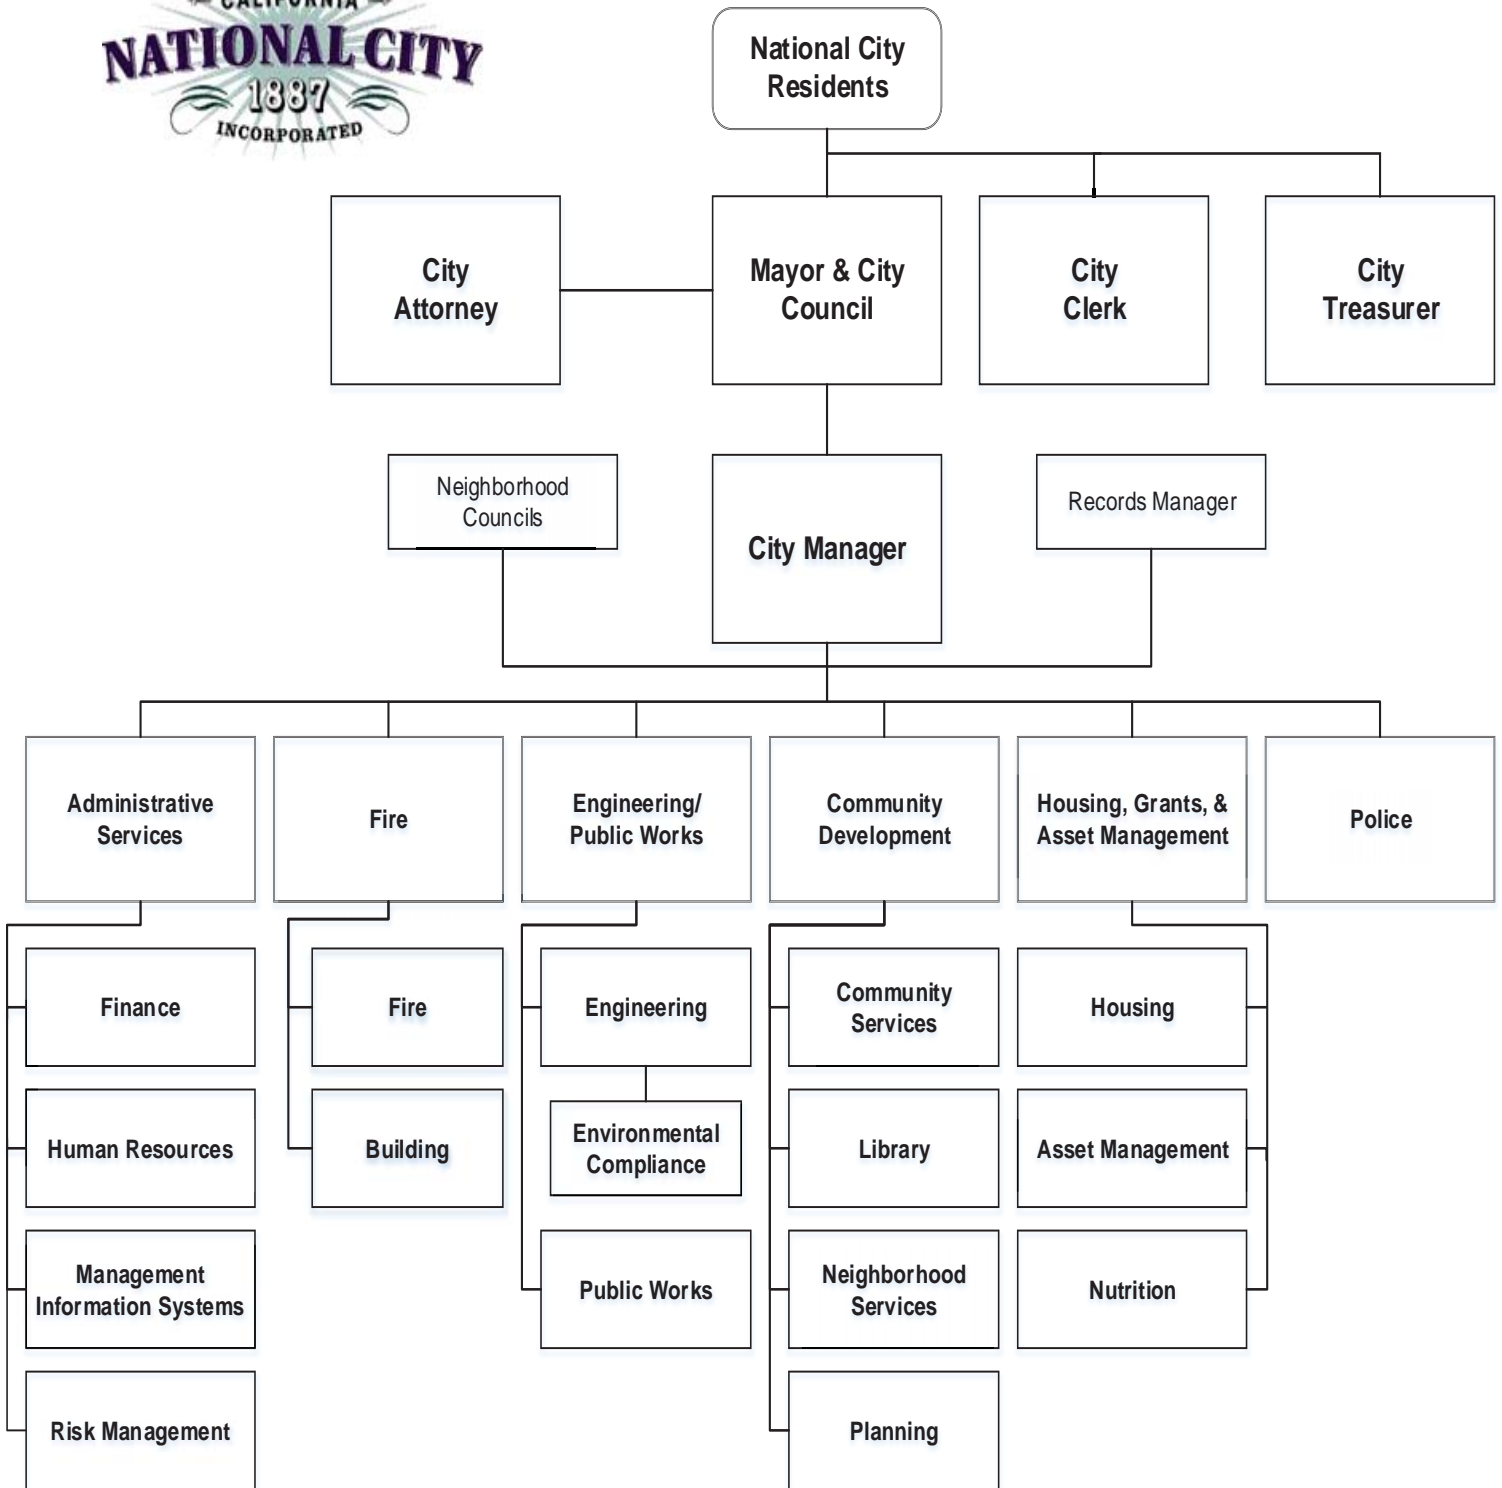 CALIFORNIA
NATIONAL CITY
1887
INCORPORATED
National City
Residents
City
Attorney
Mayor & City
Council
City
Clerk
City
Treasurer
Neighborhood
Councils
City Manager
Records Manager
Administrative
Services
Fire
Engineering/
Public Works
Community
Development
Housing, Grants, &
Asset Management
Police
Finance
Human Resources
Management
Information Systems
Risk Management
Fire
Building
Engineering
Environmental
Compliance
Public Works
Community
Services
Library
Neighborhood
Services
Planning
Housing
Asset Management
Nutrition